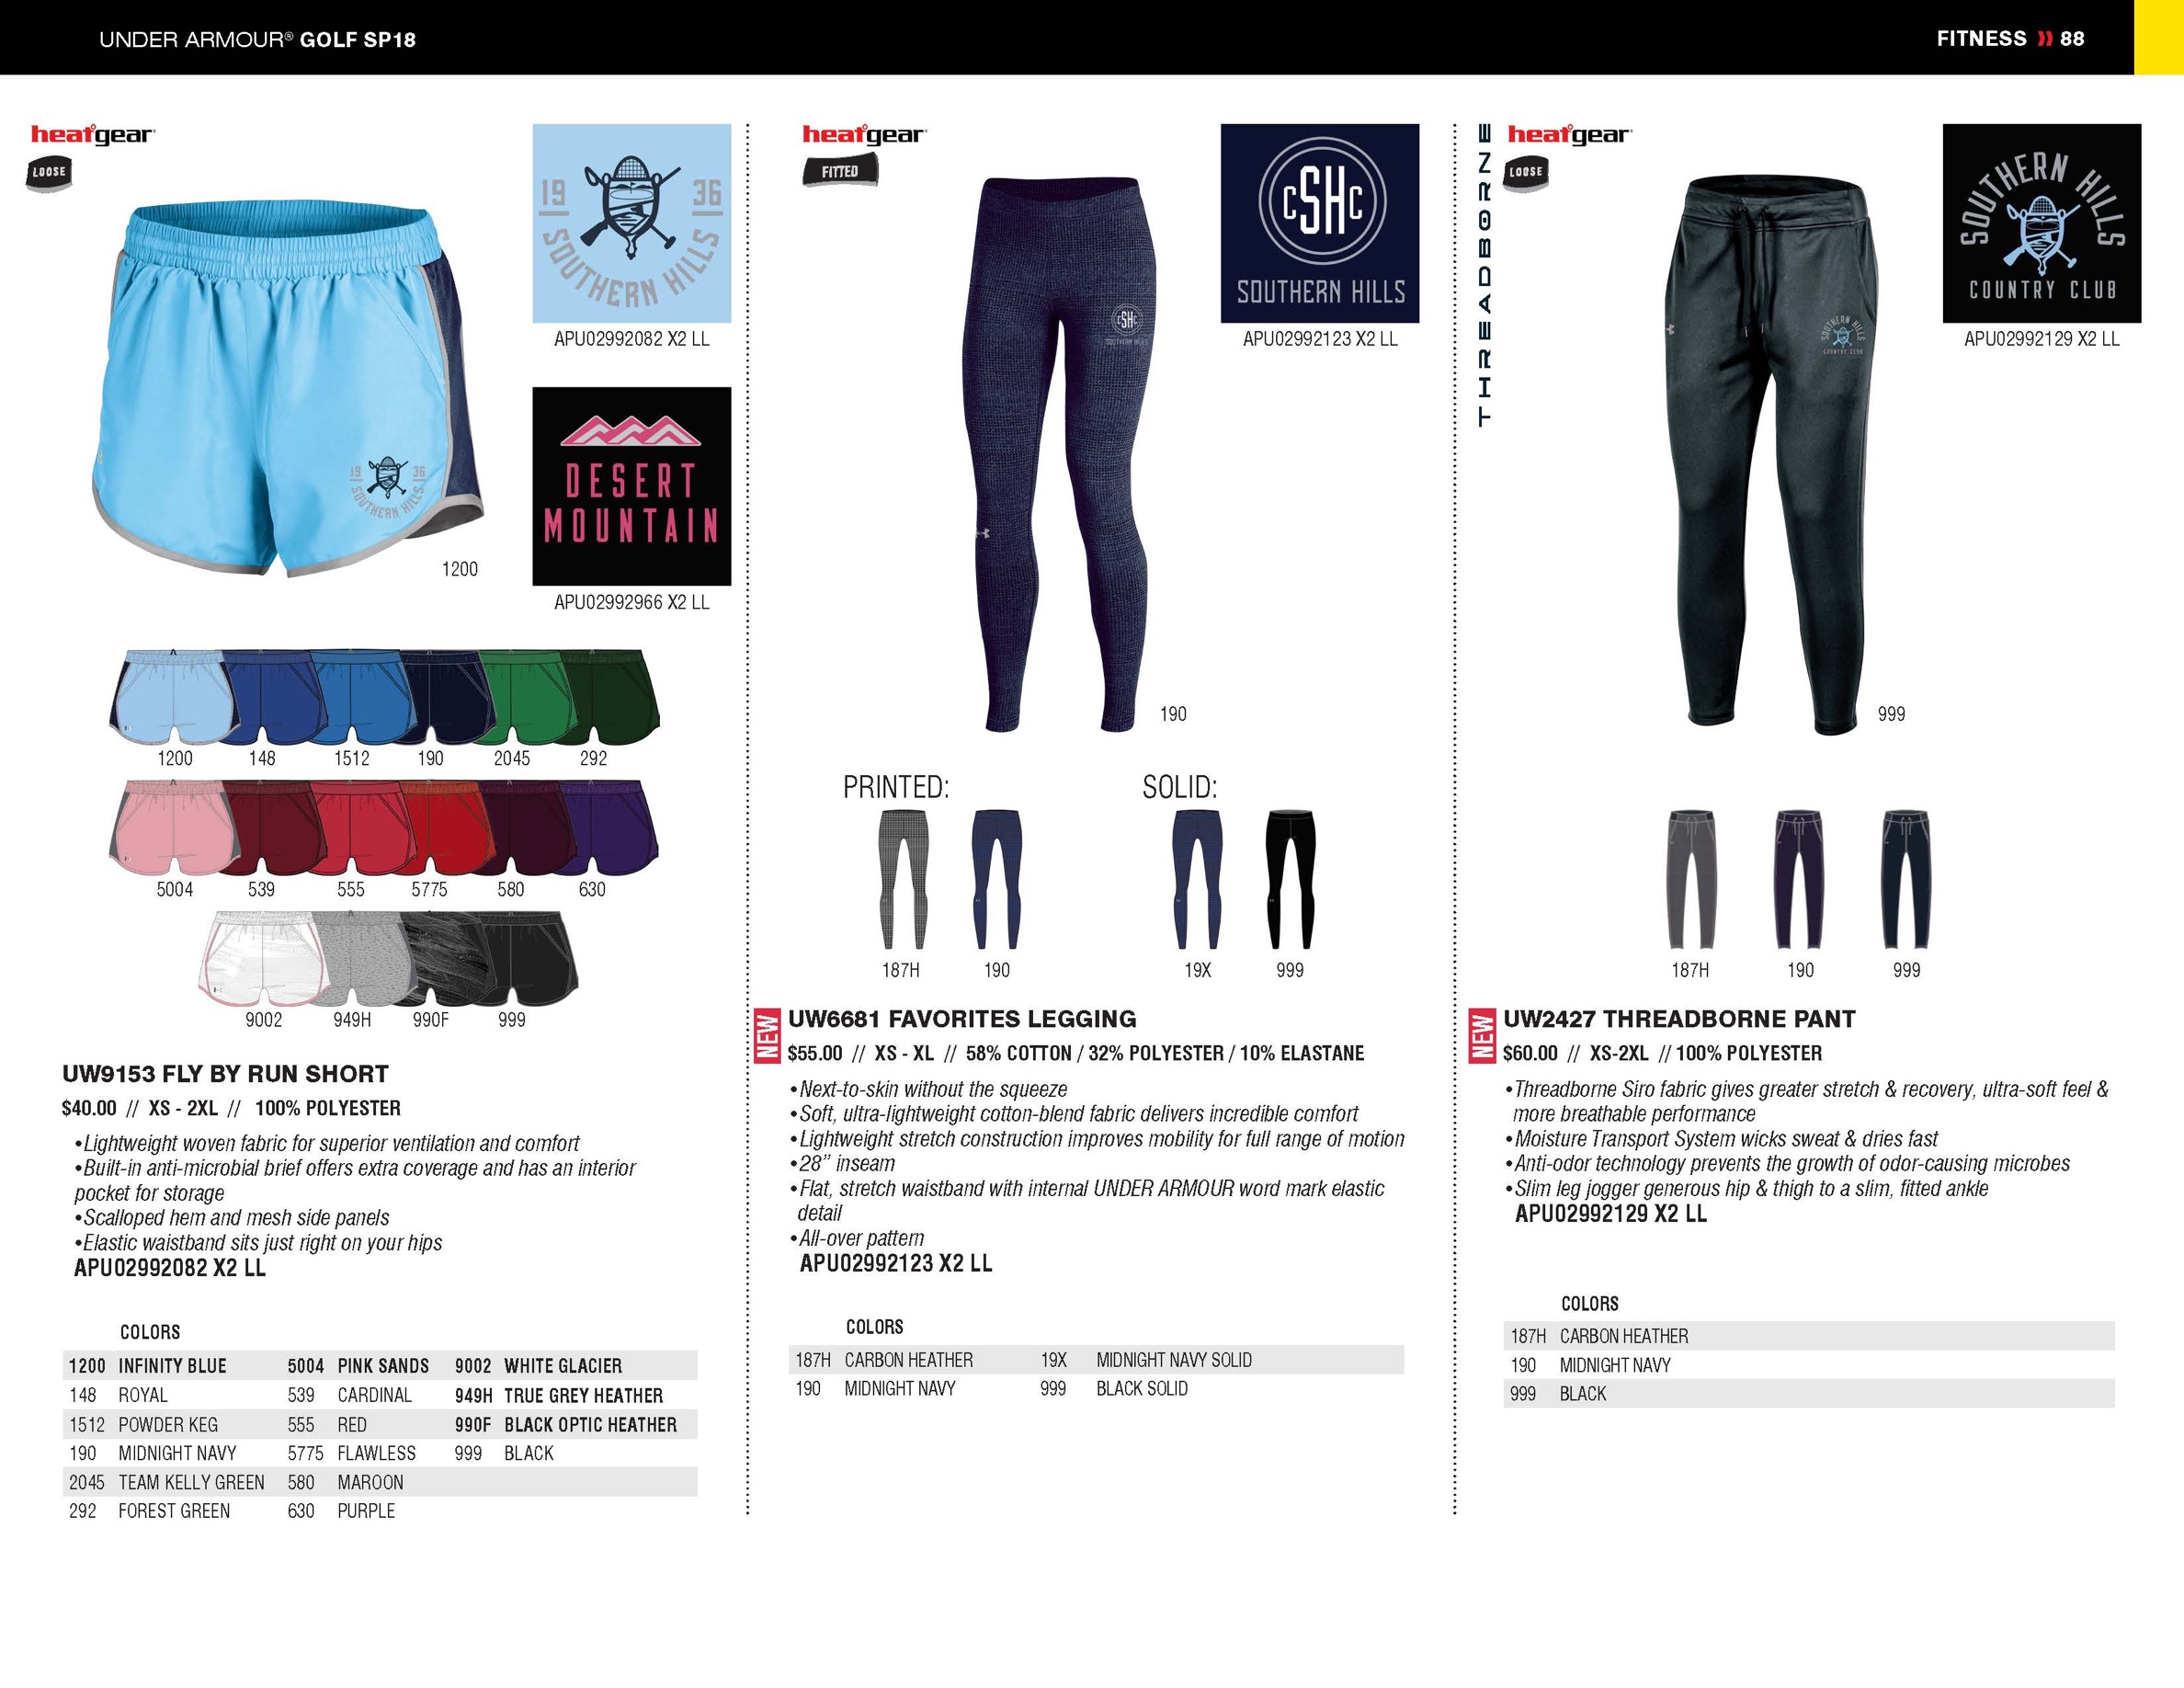 UNDER ARMOUR® GOLF SP18
FITNESS 88
heatgear
LOOSE
19 36
SOUTHERN HILLS
APU02992082 X2 LL
DESERT
MOUNTAIN
APU02992966 X2 LL
19 36
SOUTHERN HILLS
1200
1200 148 1512 190 2045 292
5004 539 555 5775 580 630
9002 949H 990F 999
UW9153 FLY BY RUN SHORT
$40.00 // XS - 2XL // 100% POLYESTER
•Lightweight woven fabric for superior ventilation and comfort
•Built-in anti-microbial brief offers extra coverage and has an interior
pocket for storage
•Scalloped hem and mesh side panels
•Elastic waistband sits just right on your hips
APU02992082 X2 LL
COLORS
1200 INFINITY BLUE 5004 PINK SANDS 9002 WHITE GLACIER
148 ROYAL 539 CARDINAL 949H TRUE GREY HEATHER
1512 POWDER KEG 555 RED 990F BLACK OPTIC HEATHER
190 MIDNIGHT NAVY 5775 FLAWLESS 999 BLACK
2045 TEAM KELLY GREEN 580 MAROON
292 FOREST GREEN 630 PURPLE
heatgear
FITTED
CSHC
SOUTHERN HILLS
APU02992123 X2 LL
CSHC
SOUTHERN HILLS
190
PRINTED: SOLID:
187H 190 19X 999
NEW
UW6681 FAVORITES LEGGING
$55.00 // XS - XL // 58% COTTON / 32% POLYESTER / 10% ELASTANE
•Next-to-skin without the squeeze
•Soft, ultra-lightweight cotton-blend fabric delivers incredible comfort
•Lightweight stretch construction improves mobility for full range of motion
•28” inseam
•Flat, stretch waistband with internal UNDER ARMOUR word mark elastic
detail
•All-over pattern
APU02992123 X2 LL
COLORS
187H CARBON HEATHER 19X MIDNIGHT NAVY SOLID
190 MIDNIGHT NAVY 999 BLACK SOLID
THREADBORNE
heatgear
LOOSE
SOUTHERN HILLS
COUNTRY CLUB
APU02992129 X2 LL
SOUTHERN HILLS
COUNTRY CLUB
999
187H 190 999
NEW
UW2427 THREADBORNE PANT
$60.00 // XS-2XL // 100% POLYESTER
•Threadborne Siro fabric gives greater stretch & recovery, ultra-soft feel &
more breathable performance
•Moisture Transport System wicks sweat & dries fast
•Anti-odor technology prevents the growth of odor-causing microbes
•Slim leg jogger generous hip & thigh to a slim, fitted ankle
APU02992129 X2 LL
COLORS
187H CARBON HEATHER
190 MIDNIGHT NAVY
999 BLACK